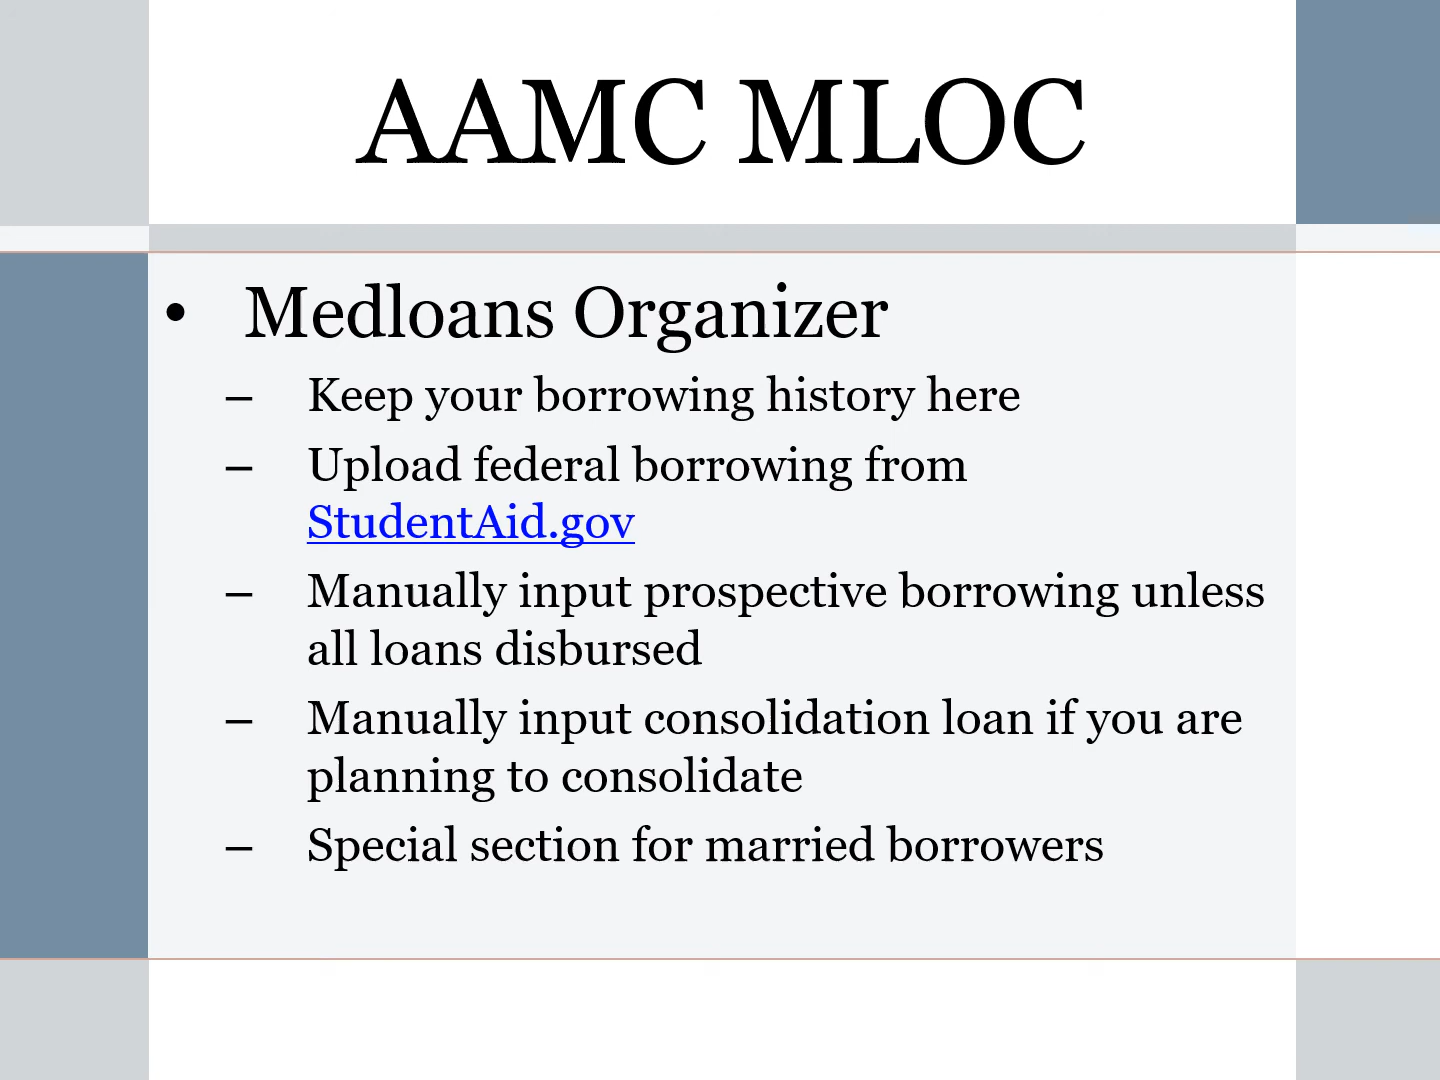 AAMC MLOC
• Medloans Organizer
– Keep your borrowing history here
– Upload federal borrowing from
StudentAid.gov
– Manually input prospective borrowing unless
all loans disbursed
– Manually input consolidation loan if you are
planning to consolidate
– Special section for married borrowers